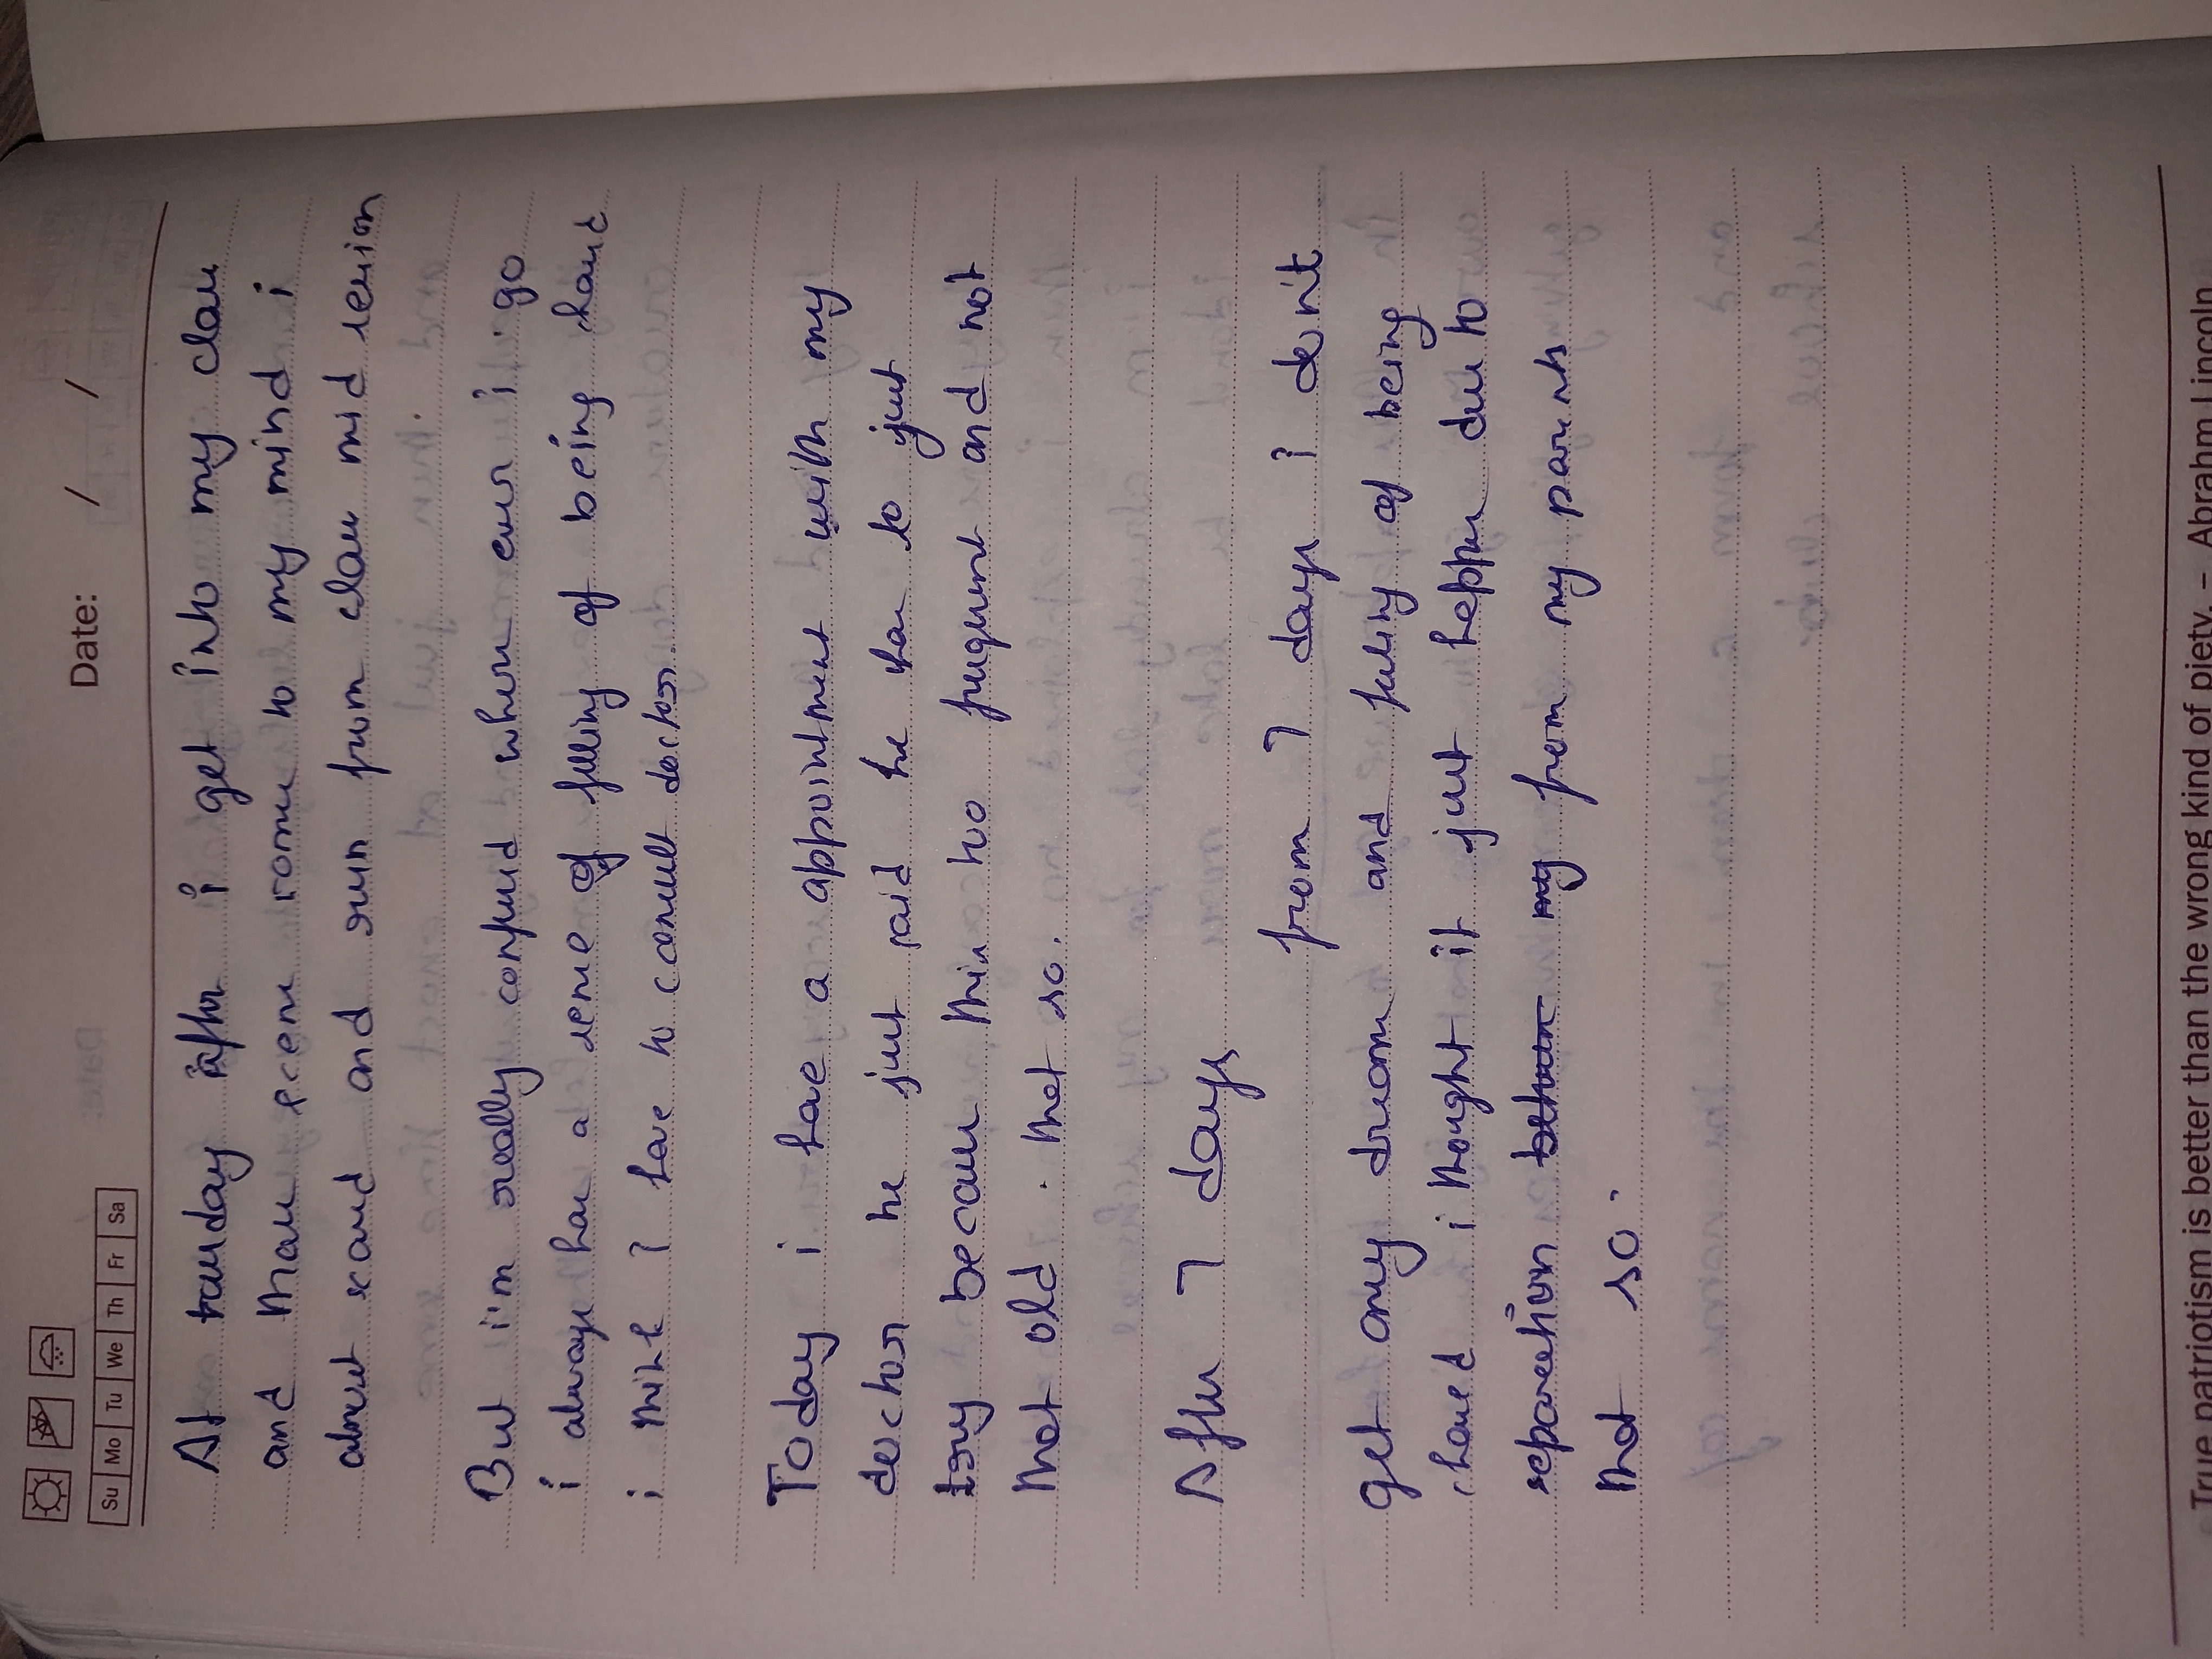 Su Mo Tu We Th Fr Sa
Date: / /
At after i get into my class
and those scene come to my mind i
almost scared and run from class mid session
But i'm really confused where ever i go
i always has a sense of felling of being chased
i think I have to consult doctor.
Today i have a appointment with my
doctor he just said he has to just
try because this too frequent and not
that old . that so.
After 7 days
from 7 days i don't
get any dream and feeling of being
chased i thought it just happen due to
separation between my from my parents
that so.
True patriotism is better than the wrong kind of piety. – Abrahm Lincoln